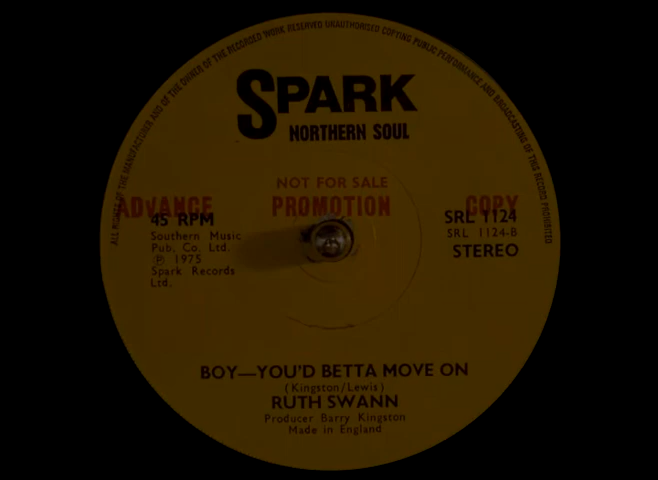 ALL RIGHTS OF THE MANUFACTURER AND OF THE OWNER OF THE RECORDED WORK RESERVED UNAUTHORISED COPYING PUBLIC PERFORMANCE AND BROADCASTING OF THIS RECORD PROHIBITED
SPARK
NORTHERN SOUL
NOT FOR SALE
ADVANCE PROMOTION COPY
45 RPM
Southern Music
Pub. Co. Ltd.
℗ 1975
Spark Records
Ltd.
SRL 1124
SRL 1124-B
STEREO
BOY—YOU'D BETTA MOVE ON
(Kingston/Lewis)
RUTH SWANN
Producer Barry Kingston
Made in England